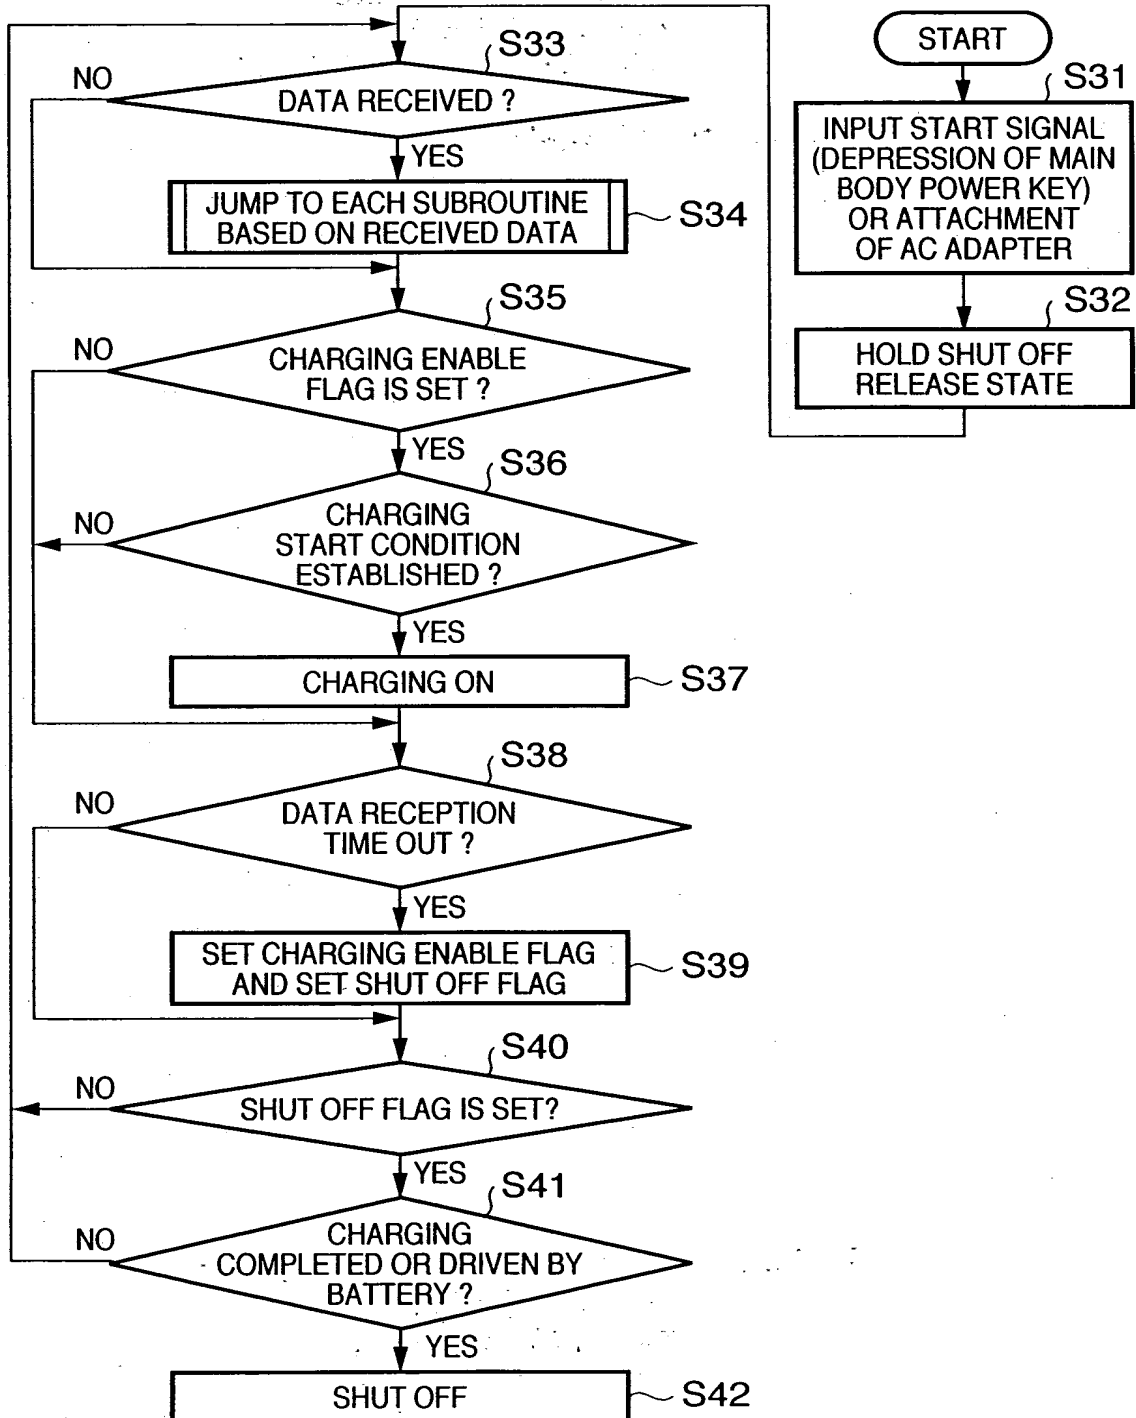 START
S31
INPUT START SIGNAL
(DEPRESSION OF MAIN
BODY POWER KEY)
OR ATTACHMENT
OF AC ADAPTER
S32
HOLD SHUT OFF
RELEASE STATE
S33
NO
DATA RECEIVED ?
YES
JUMP TO EACH SUBROUTINE
BASED ON RECEIVED DATA
S34
S35
NO
CHARGING ENABLE
FLAG IS SET ?
YES
S36
NO
CHARGING
START CONDITION
ESTABLISHED ?
YES
CHARGING ON
S37
S38
NO
DATA RECEPTION
TIME OUT ?
YES
SET CHARGING ENABLE FLAG
AND SET SHUT OFF FLAG
S39
S40
NO
SHUT OFF FLAG IS SET?
YES
S41
NO
CHARGING
COMPLETED OR DRIVEN BY
BATTERY ?
YES
SHUT OFF
S42